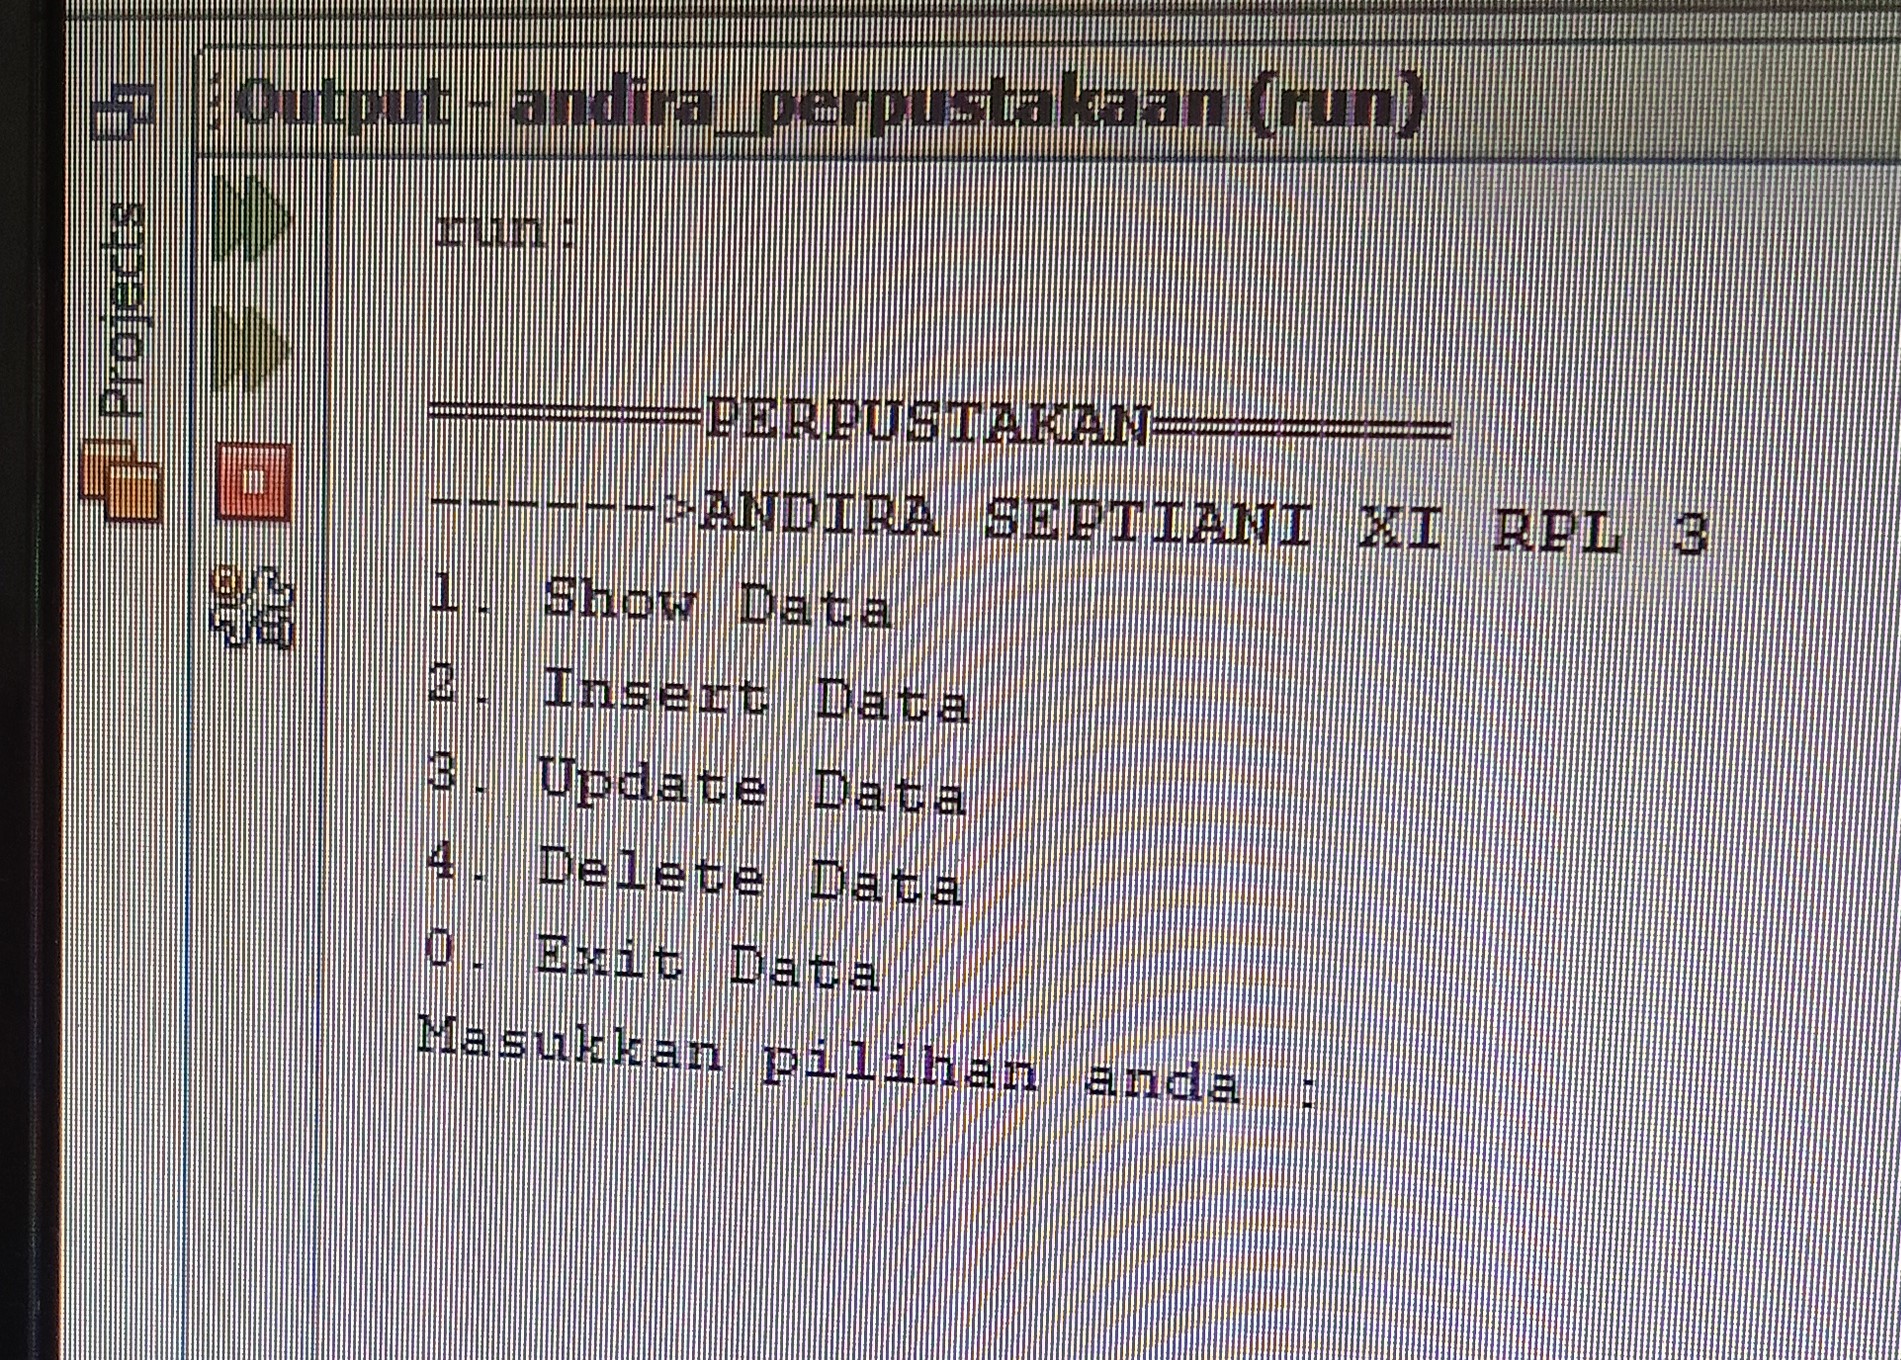 Output - andira_perpustakaan (run)
Projects
run:
=======PERPUSTAKAN========
------>ANDIRA SEPTIANI XI RPL 3
1. Show Data
2. Insert Data
3. Update Data
4. Delete Data
0. Exit Data
Masukkan pilihan anda :